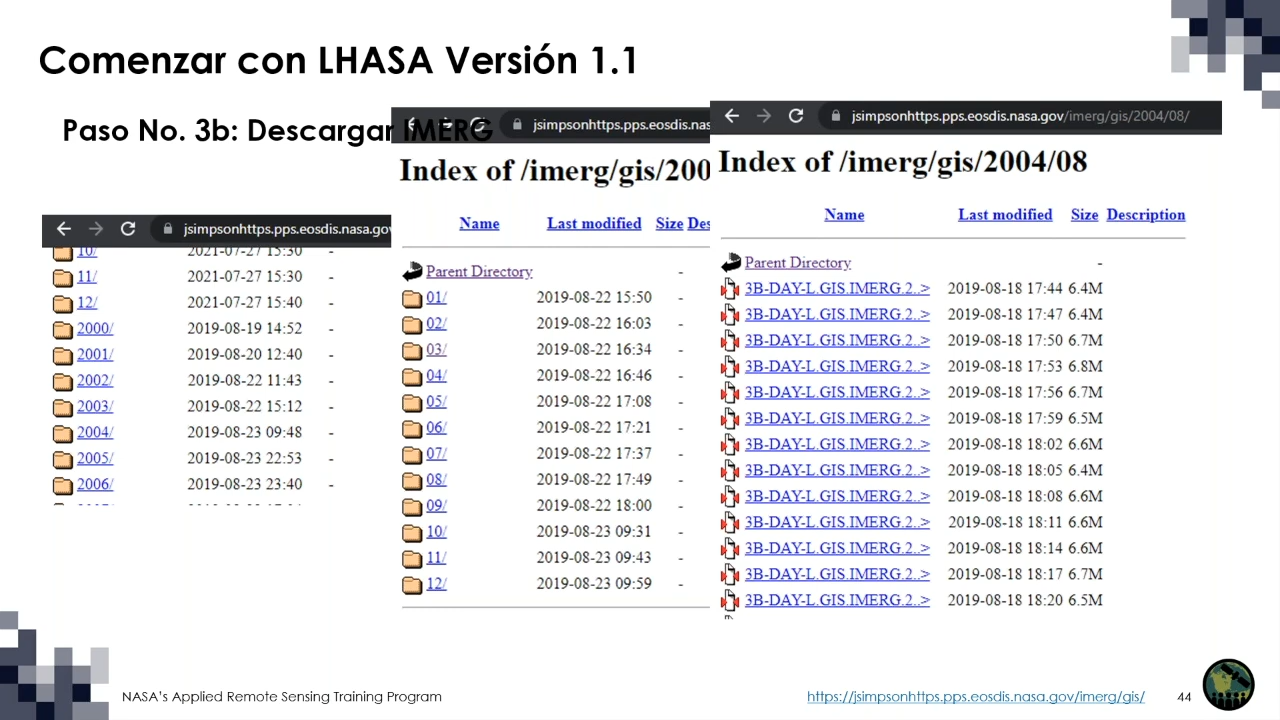 Comenzar con LHASA Versión 1.1
Paso No. 3b: Descargar IMERG
jsimpsonhttps.pps.eosdis.nasa.gov
10/ 2021-07-27 15:30 -
11/ 2021-07-27 15:30 -
12/ 2021-07-27 15:40 -
2000/ 2019-08-19 14:52 -
2001/ 2019-08-20 12:40 -
2002/ 2019-08-22 11:43 -
2003/ 2019-08-22 15:12 -
2004/ 2019-08-23 09:48 -
2005/ 2019-08-23 22:53 -
2006/ 2019-08-23 23:40 -
jsimpsonhttps.pps.eosdis.nas
Index of /imerg/gis/200
Name Last modified Size Des
Parent Directory -
01/ 2019-08-22 15:50 -
02/ 2019-08-22 16:03 -
03/ 2019-08-22 16:34 -
04/ 2019-08-22 16:46 -
05/ 2019-08-22 17:08 -
06/ 2019-08-22 17:21 -
07/ 2019-08-22 17:37 -
08/ 2019-08-22 17:49 -
09/ 2019-08-22 18:00 -
10/ 2019-08-23 09:31 -
11/ 2019-08-23 09:43 -
12/ 2019-08-23 09:59 -
jsimpsonhttps.pps.eosdis.nasa.gov/imerg/gis/2004/08/
Index of /imerg/gis/2004/08
Name Last modified Size Description
Parent Directory -
3B-DAY-L.GIS.IMERG.2..> 2019-08-18 17:44 6.4M
3B-DAY-L.GIS.IMERG.2..> 2019-08-18 17:47 6.4M
3B-DAY-L.GIS.IMERG.2..> 2019-08-18 17:50 6.7M
3B-DAY-L.GIS.IMERG.2..> 2019-08-18 17:53 6.8M
3B-DAY-L.GIS.IMERG.2..> 2019-08-18 17:56 6.7M
3B-DAY-L.GIS.IMERG.2..> 2019-08-18 17:59 6.5M
3B-DAY-L.GIS.IMERG.2..> 2019-08-18 18:02 6.6M
3B-DAY-L.GIS.IMERG.2..> 2019-08-18 18:05 6.4M
3B-DAY-L.GIS.IMERG.2..> 2019-08-18 18:08 6.6M
3B-DAY-L.GIS.IMERG.2..> 2019-08-18 18:11 6.6M
3B-DAY-L.GIS.IMERG.2..> 2019-08-18 18:14 6.6M
3B-DAY-L.GIS.IMERG.2..> 2019-08-18 18:17 6.7M
3B-DAY-L.GIS.IMERG.2..> 2019-08-18 18:20 6.5M
NASA's Applied Remote Sensing Training Program
https://jsimpsonhttps.pps.eosdis.nasa.gov/imerg/gis/ 44